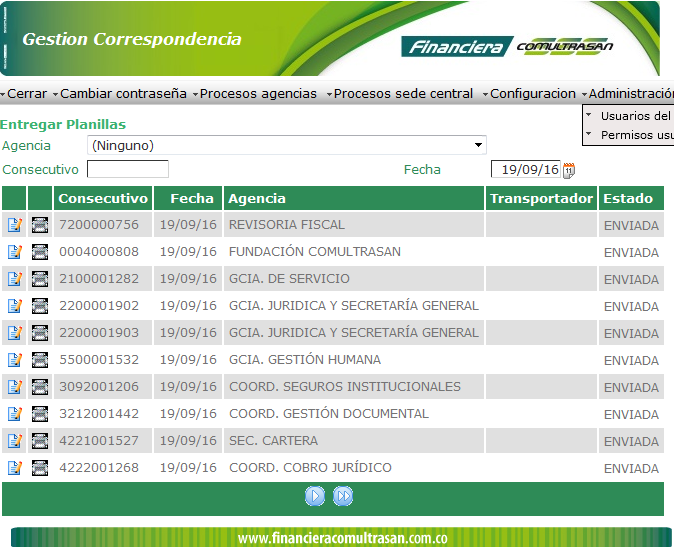 Gestion Correspondencia
Financiera COMULTRASAN
Cerrar Cambiar contraseña Procesos agencias Procesos sede central Configuracion Administración
Usuarios del
Permisos usu
Entregar Planillas
Agencia (Ninguno)
Consecutivo Fecha 19/09/16
Consecutivo Fecha Agencia Transportador Estado
7200000756 19/09/16 REVISORIA FISCAL ENVIADA
0004000808 19/09/16 FUNDACIÓN COMULTRASAN ENVIADA
2100001282 19/09/16 GCIA. DE SERVICIO ENVIADA
2200001902 19/09/16 GCIA. JURIDICA Y SECRETARÍA GENERAL ENVIADA
2200001903 19/09/16 GCIA. JURIDICA Y SECRETARÍA GENERAL ENVIADA
5500001532 19/09/16 GCIA. GESTIÓN HUMANA ENVIADA
3092001206 19/09/16 COORD. SEGUROS INSTITUCIONALES ENVIADA
3212001442 19/09/16 COORD. GESTIÓN DOCUMENTAL ENVIADA
4221001527 19/09/16 SEC. CARTERA ENVIADA
4222001268 19/09/16 COORD. COBRO JURÍDICO ENVIADA
www.financieracomultrasan.com.co